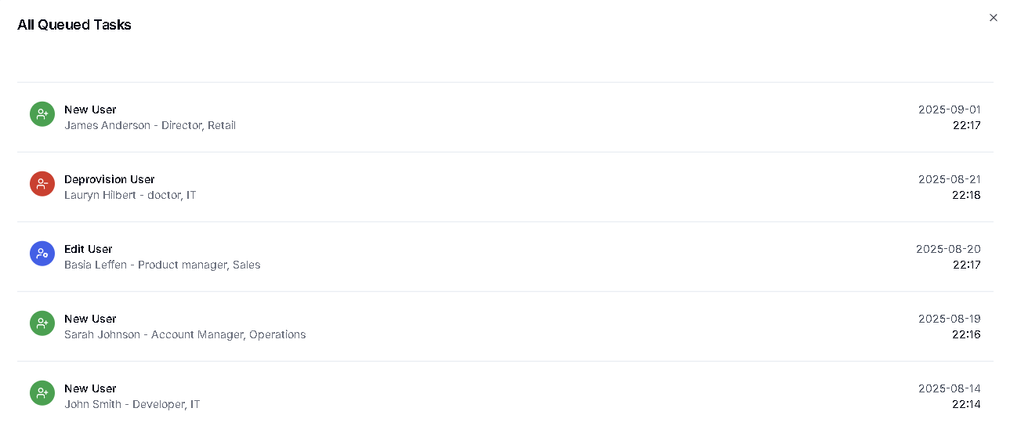 All Queued Tasks
New User
2025-09-01
James Anderson - Director, Retail
22:17
Deprovision User
2025-08-21
Lauryn Hilbert - doctor, IT
22:18
Edit User
2025-08-20
Basia Leffen - Product manager, Sales
22:17
New User
2025-08-19
Sarah Johnson - Account Manager, Operations
22:16
New User
2025-08-14
John Smith - Developer, IT
22:14